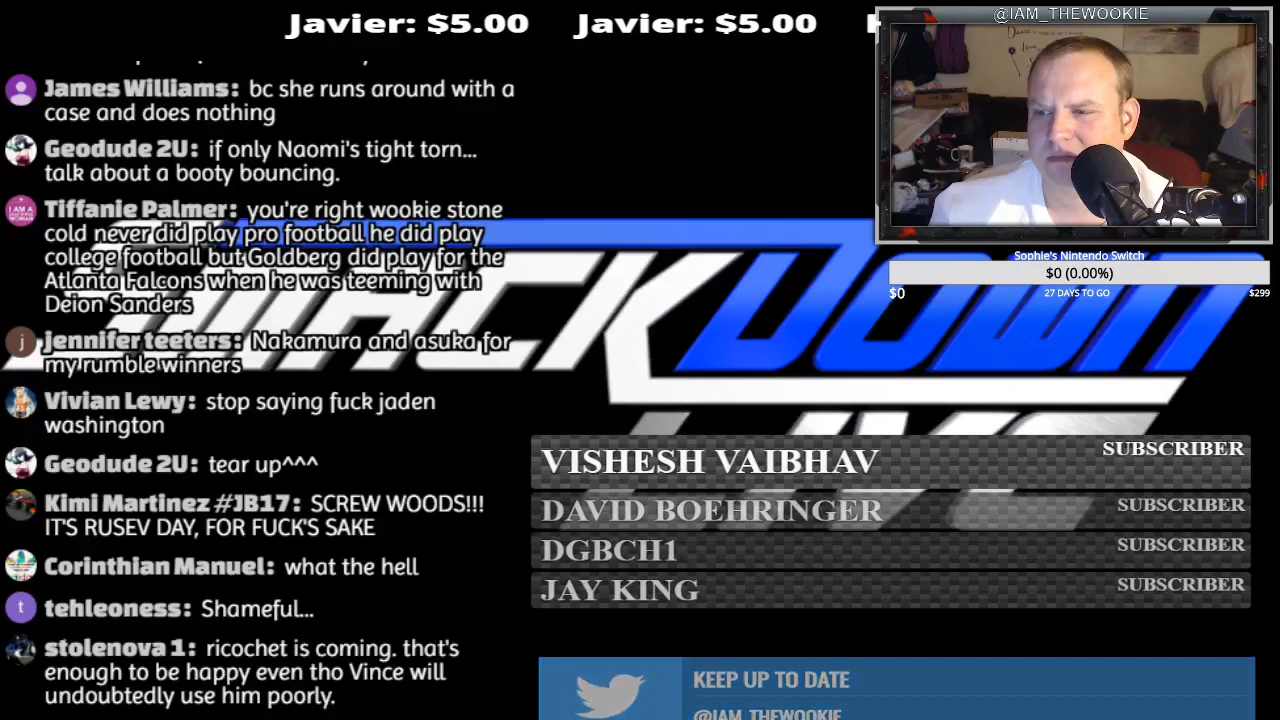 Javier: $5.00 Javier: $5.00
@IAM_THEWOOKIE
James Williams: bc she runs around with a
case and does nothing
Geodude 2U: if only Naomi's tight torn...
talk about a booty bouncing.
Tiffanie Palmer: you're right wookie stone
cold never did play pro football he did play
college football but Goldberg did play for the
Atlanta Falcons when he was teeming with
Deion Sanders
jennifer teeters: Nakamura and asuka for
my rumble winners
Vivian Lewy: stop saying fuck jaden
washington
Geodude 2U: tear up^^^
Kimi Martinez #JB17: SCREW WOODS!!!
IT'S RUSEV DAY, FOR FUCK'S SAKE
Corinthian Manuel: what the hell
tehleoness: Shameful...
stolenova 1: ricochet is coming. that's
enough to be happy even tho Vince will
undoubtedly use him poorly.
Sophie's Nintendo Switch
$0 (0.00%)
$0 27 DAYS TO GO $299
SMACKDOWN
LIVE
VISHESH VAIBHAV SUBSCRIBER
DAVID BOEHRINGER SUBSCRIBER
DGBCH1 SUBSCRIBER
JAY KING SUBSCRIBER
KEEP UP TO DATE
@IAM_THEWOOKIE